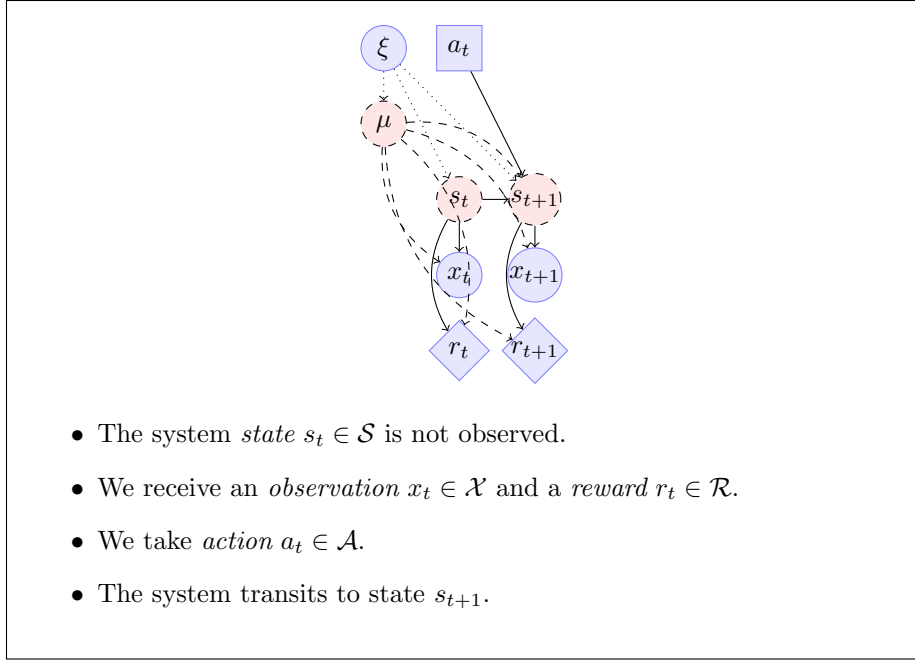 ξ a_t
μ
s_t s_{t+1}
x_t x_{t+1}
r_t r_{t+1}
• The system state s_t ∈ 𝒮 is not observed.
• We receive an observation x_t ∈ 𝒳 and a reward r_t ∈ ℛ.
• We take action a_t ∈ 𝒜.
• The system transits to state s_{t+1}.